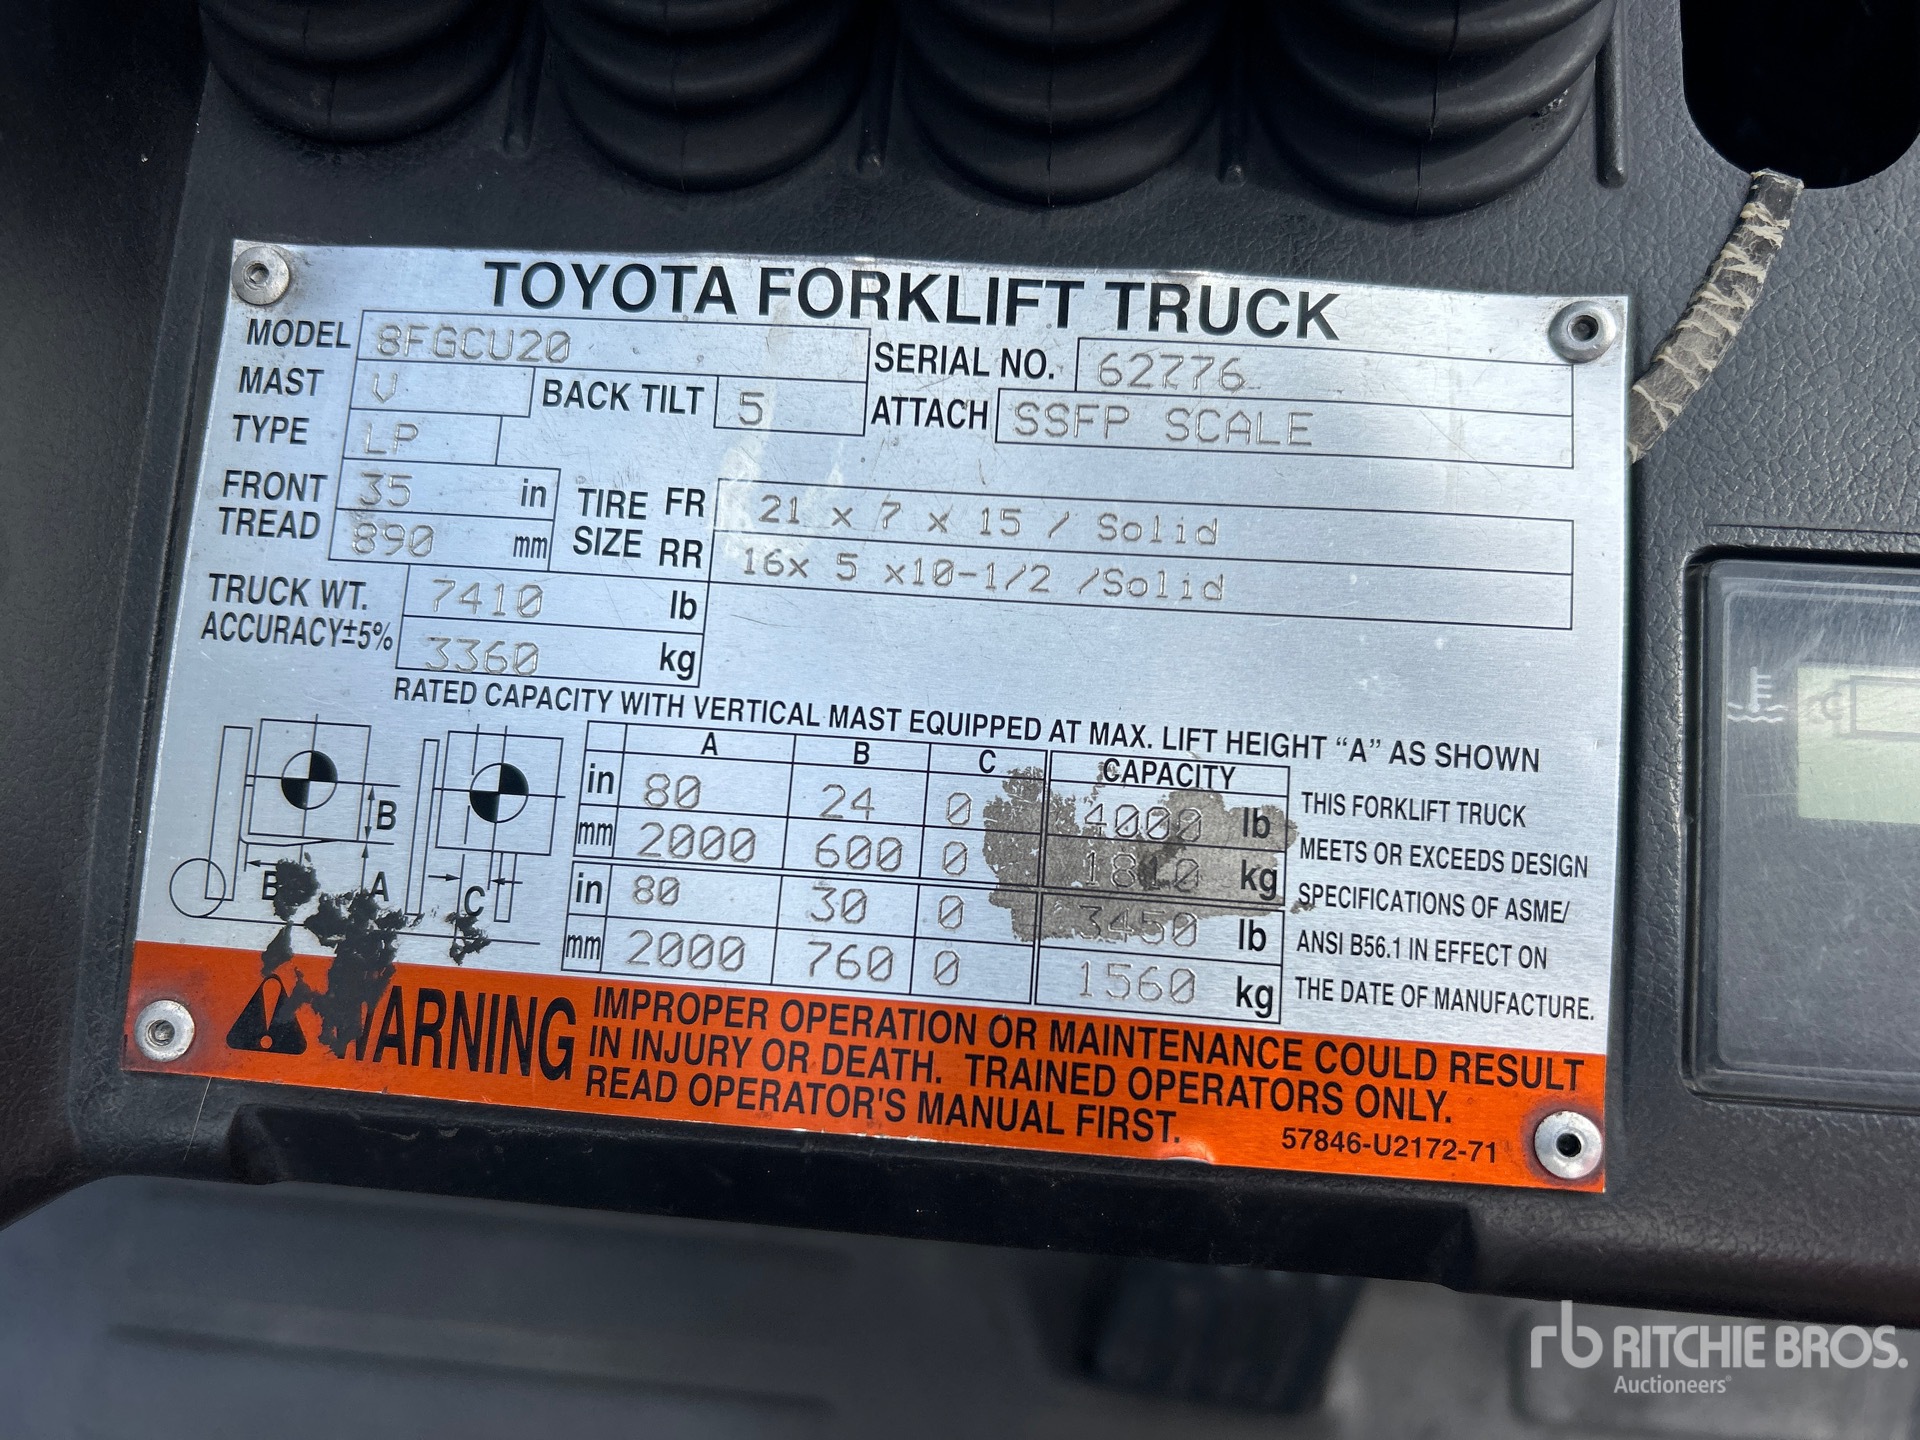 TOYOTA FORKLIFT TRUCK
MODEL 8FGCU20 SERIAL NO. 62776
MAST V BACK TILT 5 ATTACH SSFP SCALE
TYPE LP
FRONT TREAD 35 in
890 mm
TIRE SIZE FR 21 x 7 x 15 / Solid
RR 16x 5 x10-1/2 /Solid
TRUCK WT. 7410 lb
ACCURACY±5% 3360 kg
RATED CAPACITY WITH VERTICAL MAST EQUIPPED AT MAX. LIFT HEIGHT “A” AS SHOWN
A B C CAPACITY
in 80 24 0 4000 lb
mm 2000 600 0 1810 kg
in 80 30 0 3450 lb
mm 2000 760 0 1560 kg
B
B A C
THIS FORKLIFT TRUCK
MEETS OR EXCEEDS DESIGN
SPECIFICATIONS OF ASME/
ANSI B56.1 IN EFFECT ON
THE DATE OF MANUFACTURE.
WARNING
IMPROPER OPERATION OR MAINTENANCE COULD RESULT
IN INJURY OR DEATH. TRAINED OPERATORS ONLY.
READ OPERATOR'S MANUAL FIRST.
57846-U2172-71
C
rb RITCHIE BROS.
Auctioneers